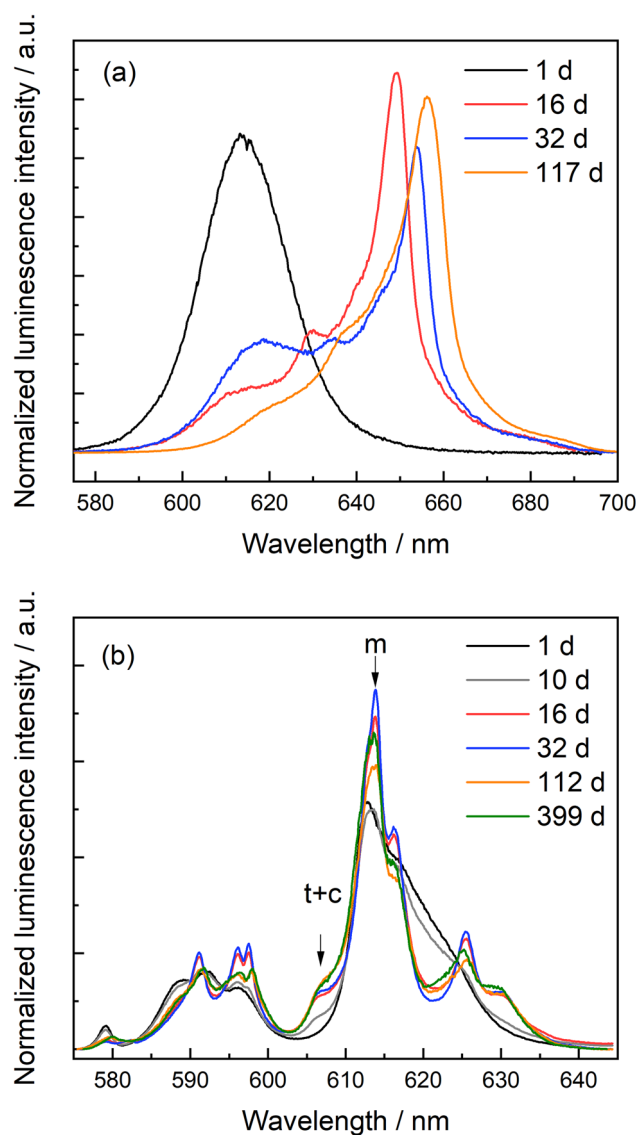 (a)
1 d
16 d
32 d
117 d
Normalized luminescence intensity / a.u.
580 600 620 640 660 680 700
Wavelength / nm
(b)
m
1 d
10 d
16 d
32 d
112 d
399 d
t+c
Normalized luminescence intensity / a.u.
580 590 600 610 620 630 640
Wavelength / nm